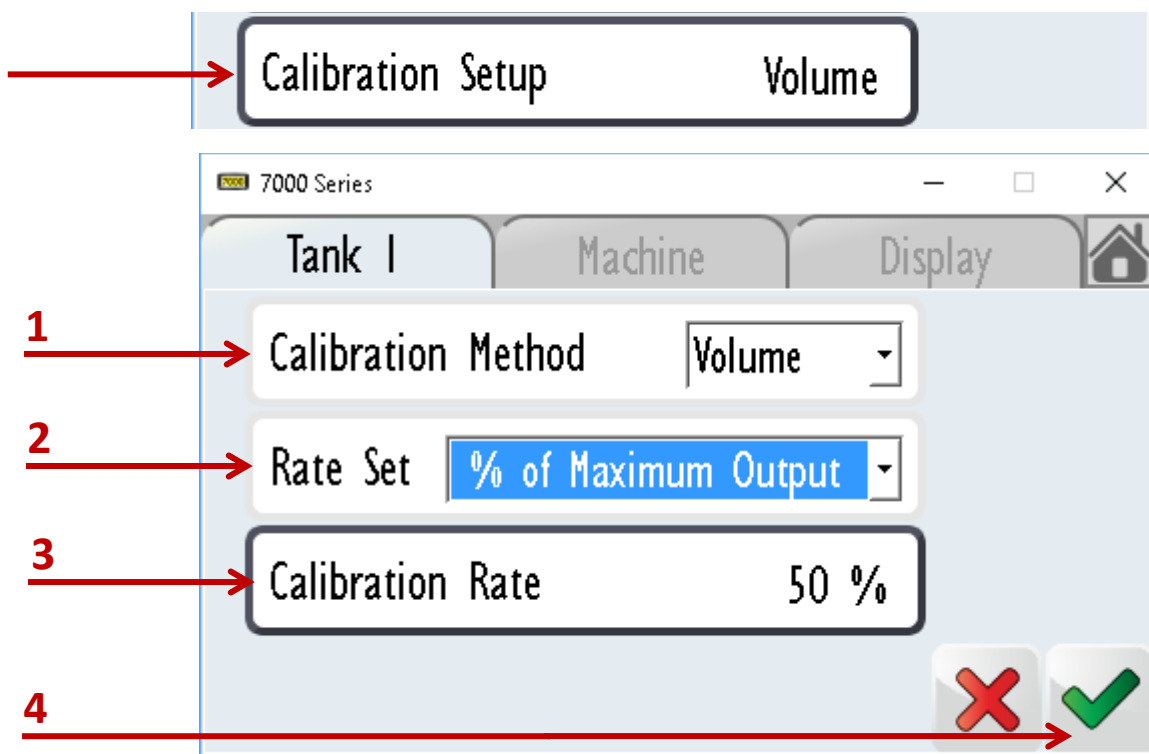 Calibration Setup Volume
7000 7000 Series
Tank 1 Machine Display
1
Calibration Method Volume
2
Rate Set % of Maximum Output
3
Calibration Rate 50 %
4